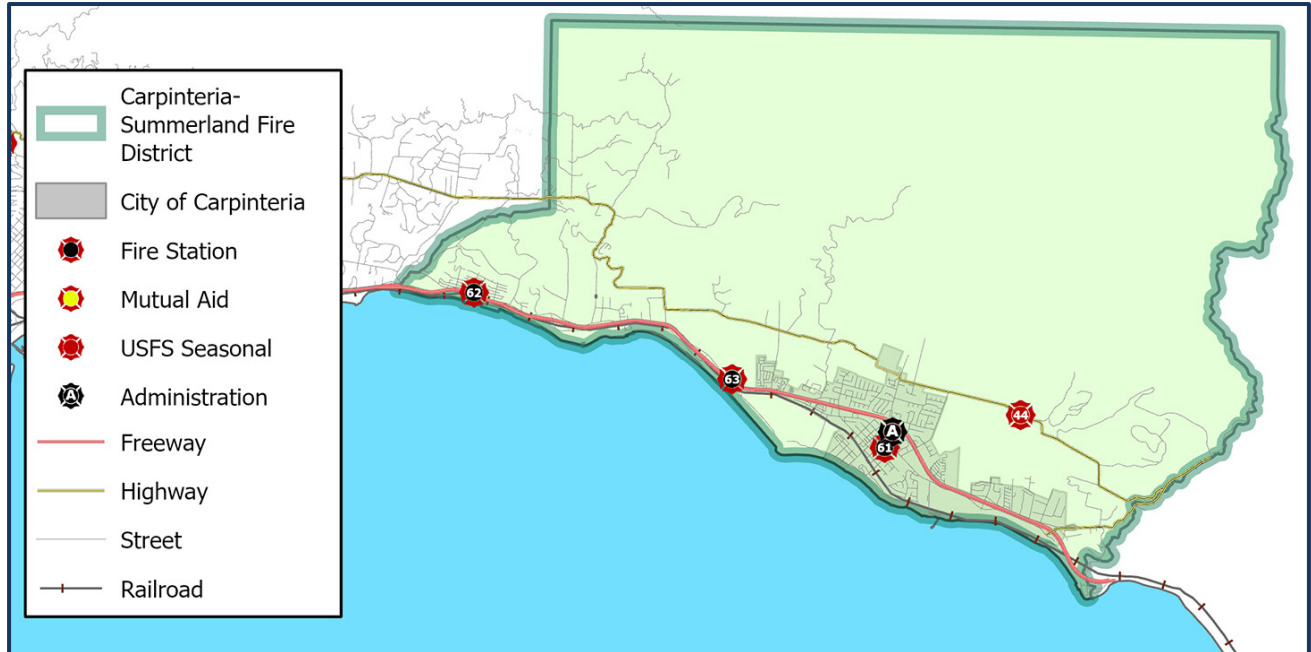 Carpinteria-
Summerland Fire
District
City of Carpinteria
Fire Station
Mutual Aid
USFS Seasonal
A Administration
Freeway
Highway
Street
Railroad
62
63
44
A
61